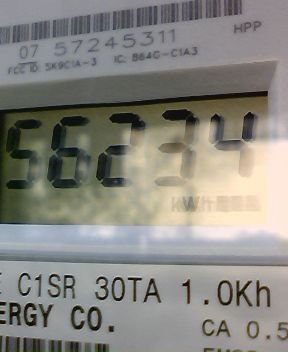 07 57245311 HPP
FCC ID: SK9C1A-3 IC: 864G-C1A3
56234
kWh
C1SR 30TA 1.0Kh
ERGY CO. CA 0.5